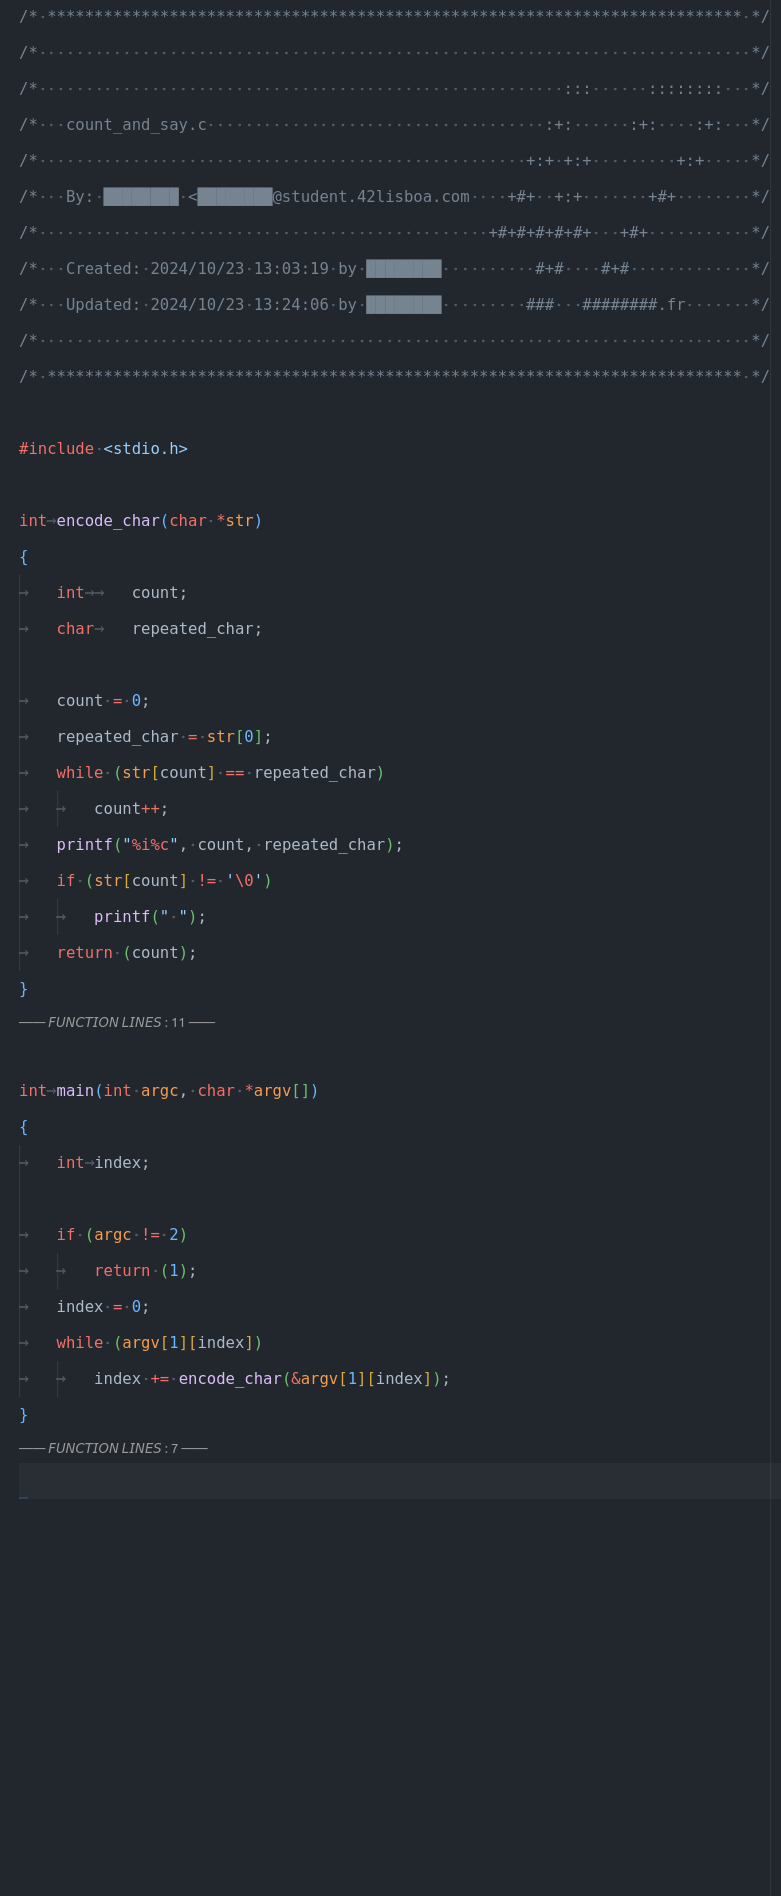 /* ************************************************************************** */
/*                                                                            */
/*                                                        :::      ::::::::   */
/*   count_and_say.c                                    :+:      :+:    :+:   */
/*                                                    +:+ +:+         +:+     */
/*   By: ████████ <████████@student.42lisboa.com    +#+  +:+       +#+        */
/*                                                +#+#+#+#+#+   +#+           */
/*   Created: 2024/10/23 13:03:19 by ████████          #+#    #+#             */
/*   Updated: 2024/10/23 13:24:06 by ████████         ###   ########.fr       */
/*                                                                            */
/* ************************************************************************** */
#include <stdio.h>
int	encode_char(char *str)
{
	int		count;
	char	repeated_char;
	count = 0;
	repeated_char = str[0];
	while (str[count] == repeated_char)
		count++;
	printf("%i%c", count, repeated_char);
	if (str[count] != '\0')
		printf(" ");
	return (count);
}
—— FUNCTION LINES : 11 ——
int	main(int argc, char *argv[])
{
	int	index;
	if (argc != 2)
		return (1);
	index = 0;
	while (argv[1][index])
		index += encode_char(&argv[1][index]);
}
—— FUNCTION LINES : 7 ——